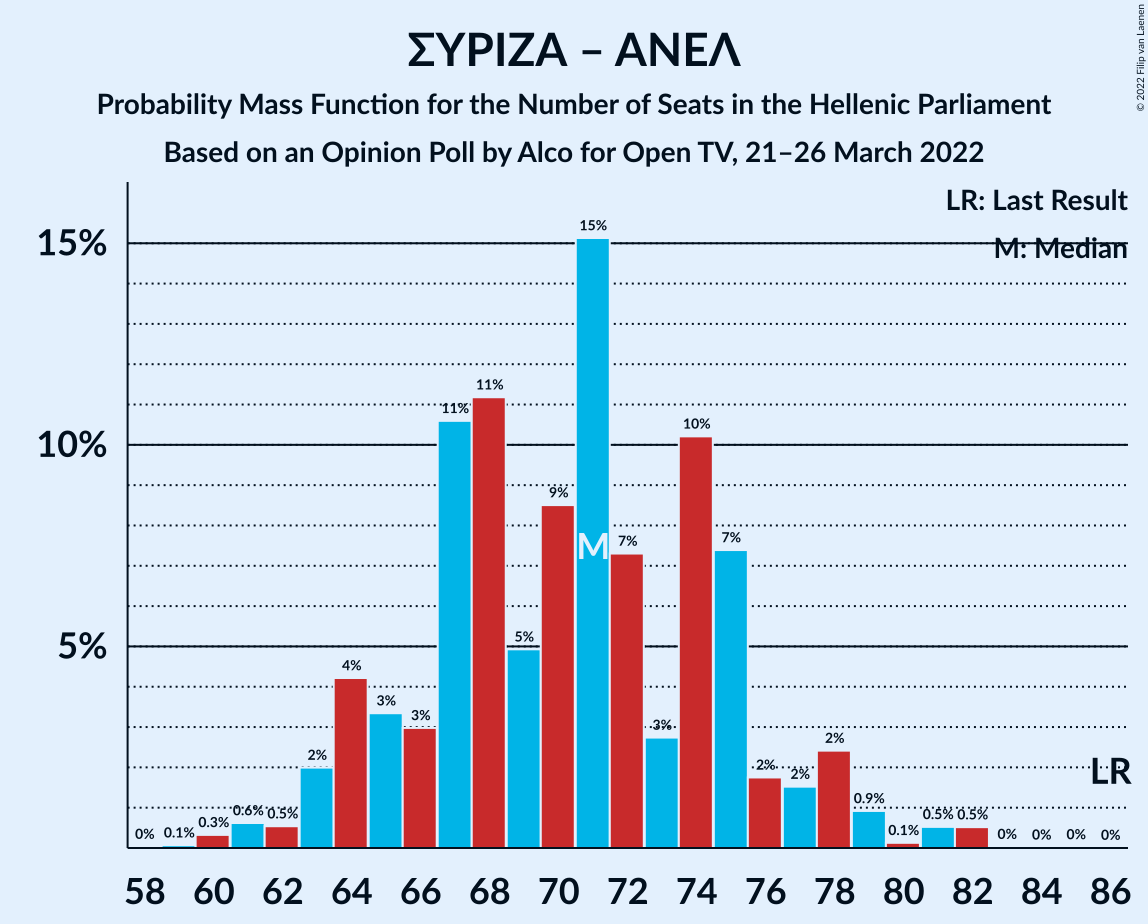 ΣΥΡΙΖΑ – ΑΝΕΛ
Probability Mass Function for the Number of Seats in the Hellenic Parliament
Based on an Opinion Poll by Alco for Open TV, 21–26 March 2022
© 2022 Filip van Laenen
LR: Last Result
M: Median
15%
10%
5%
0% 0.1% 0.3% 0.6% 0.5% 2% 4% 3% 3% 11% 11% 5% 9% 15% 7% 3% 10% 7% 2% 2% 2% 0.9% 0.1% 0.5% 0.5% 0% 0% 0% 0%
M
LR
58 60 62 64 66 68 70 72 74 76 78 80 82 84 86